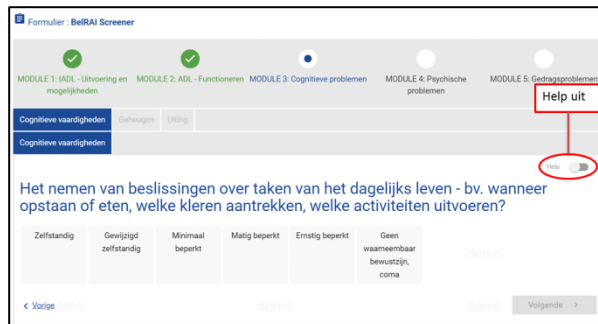 Formulier : BelRAI Screener
MODULE 1: IADL - Uitvoering en mogelijkheden
MODULE 2: ADL - Functioneren
MODULE 3: Cognitieve problemen
MODULE 4: Psychische problemen
MODULE 5: Gedragsproblemen
Help uit
Cognitieve vaardigheden
Geheugen
Uiting
Cognitieve vaardigheden
Help
Het nemen van beslissingen over taken van het dagelijks leven - bv. wanneer
opstaan of eten, welke kleren aantrekken, welke activiteiten uitvoeren?
Zelfstandig
Gewijzigd zelfstandig
Minimaal beperkt
Matig beperkt
Ernstig beperkt
Geen waarneembaar bewustzijn, coma
demo
< Vorige
demo
demo
demo
Volgende >